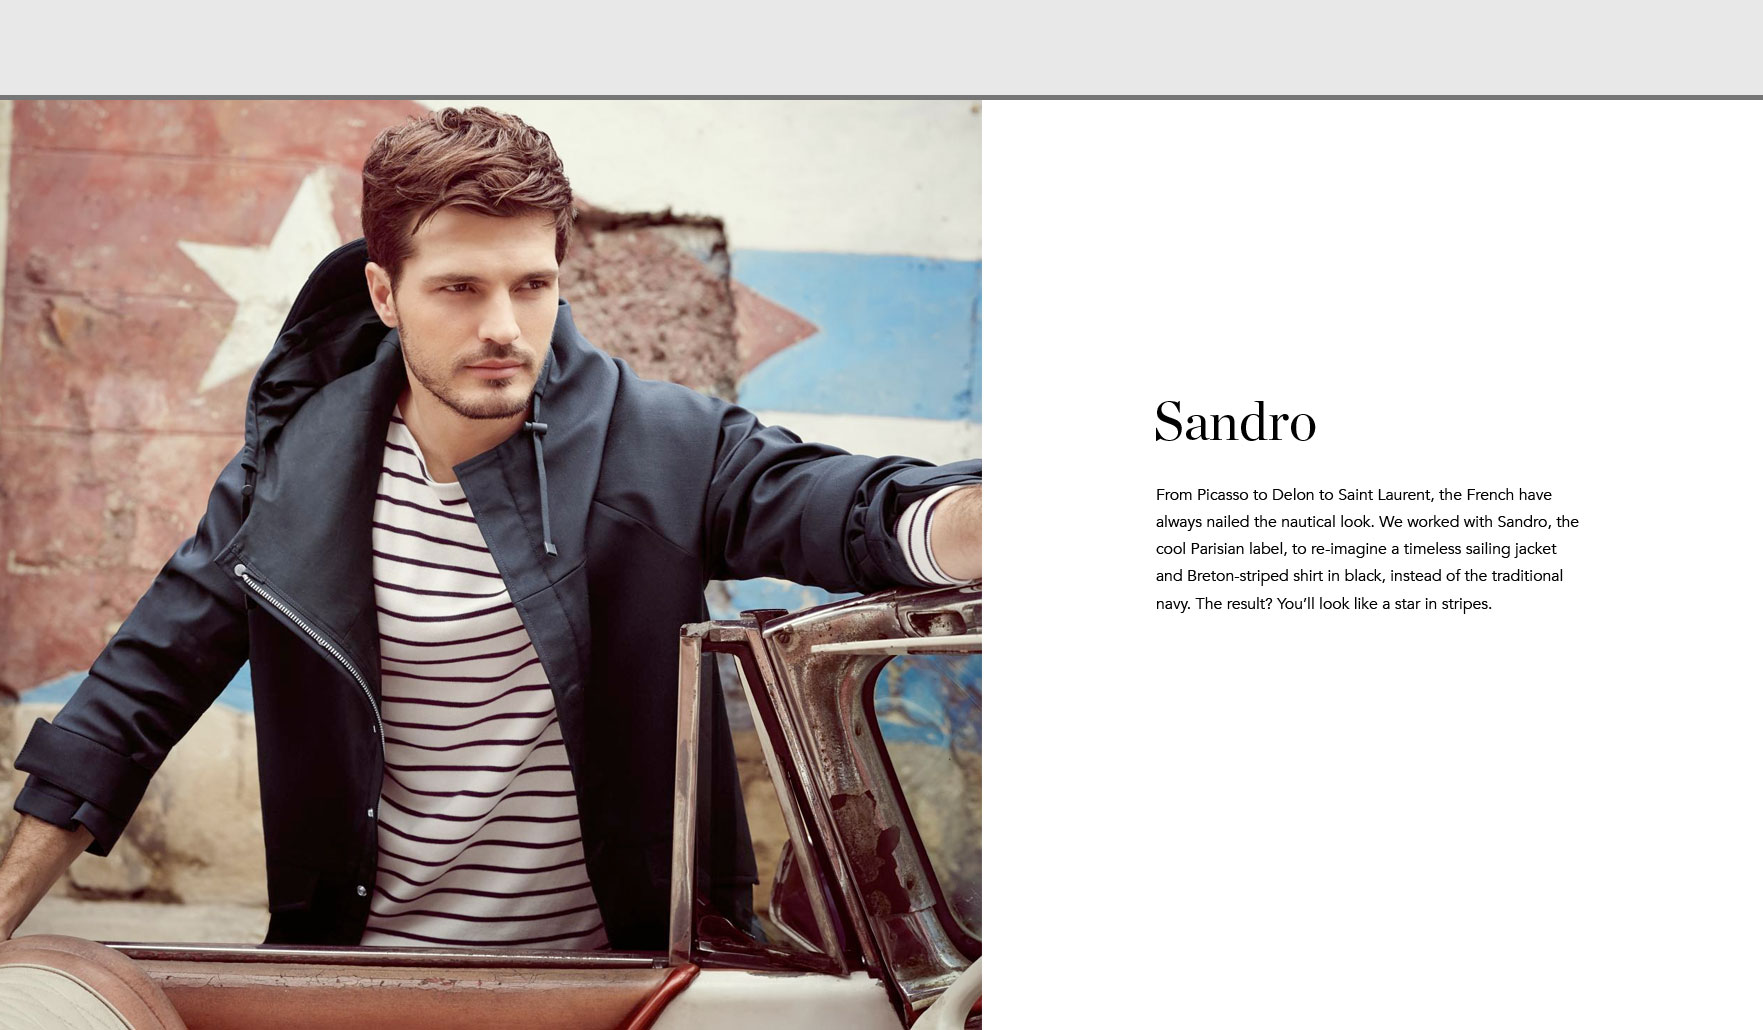 Sandro
From Picasso to Delon to Saint Laurent, the French have
always nailed the nautical look. We worked with Sandro, the
cool Parisian label, to re-imagine a timeless sailing jacket
and Breton-striped shirt in black, instead of the traditional
navy. The result? You’ll look like a star in stripes.